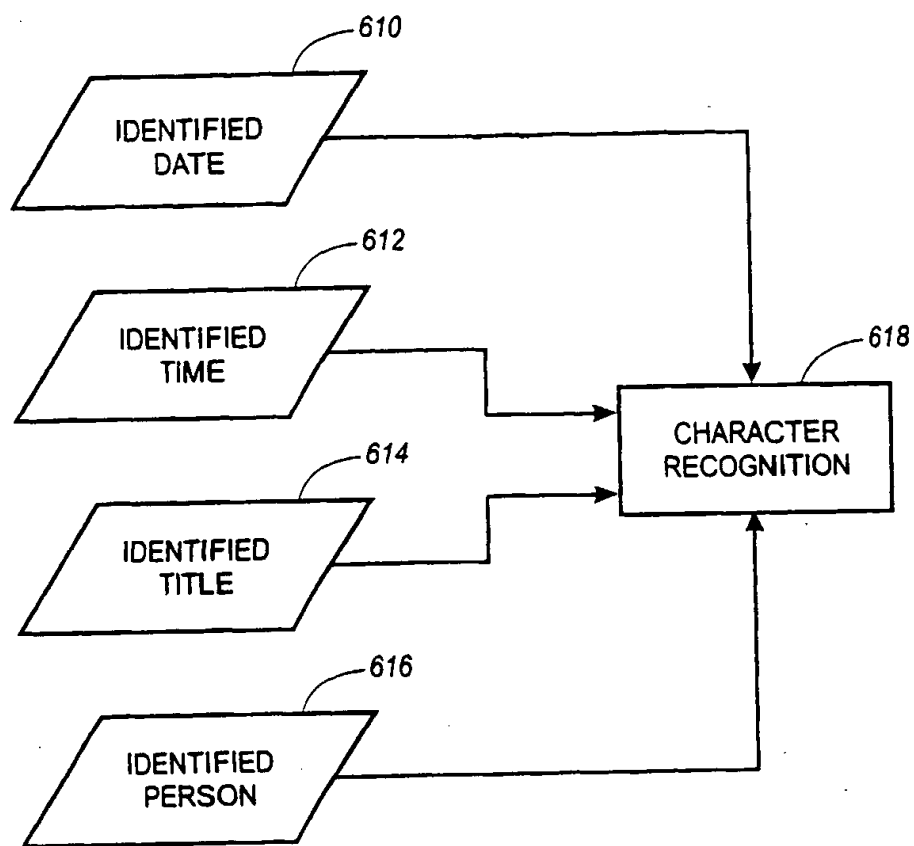 610
IDENTIFIED
DATE
612
IDENTIFIED
TIME
618
CHARACTER
RECOGNITION
614
IDENTIFIED
TITLE
616
IDENTIFIED
PERSON